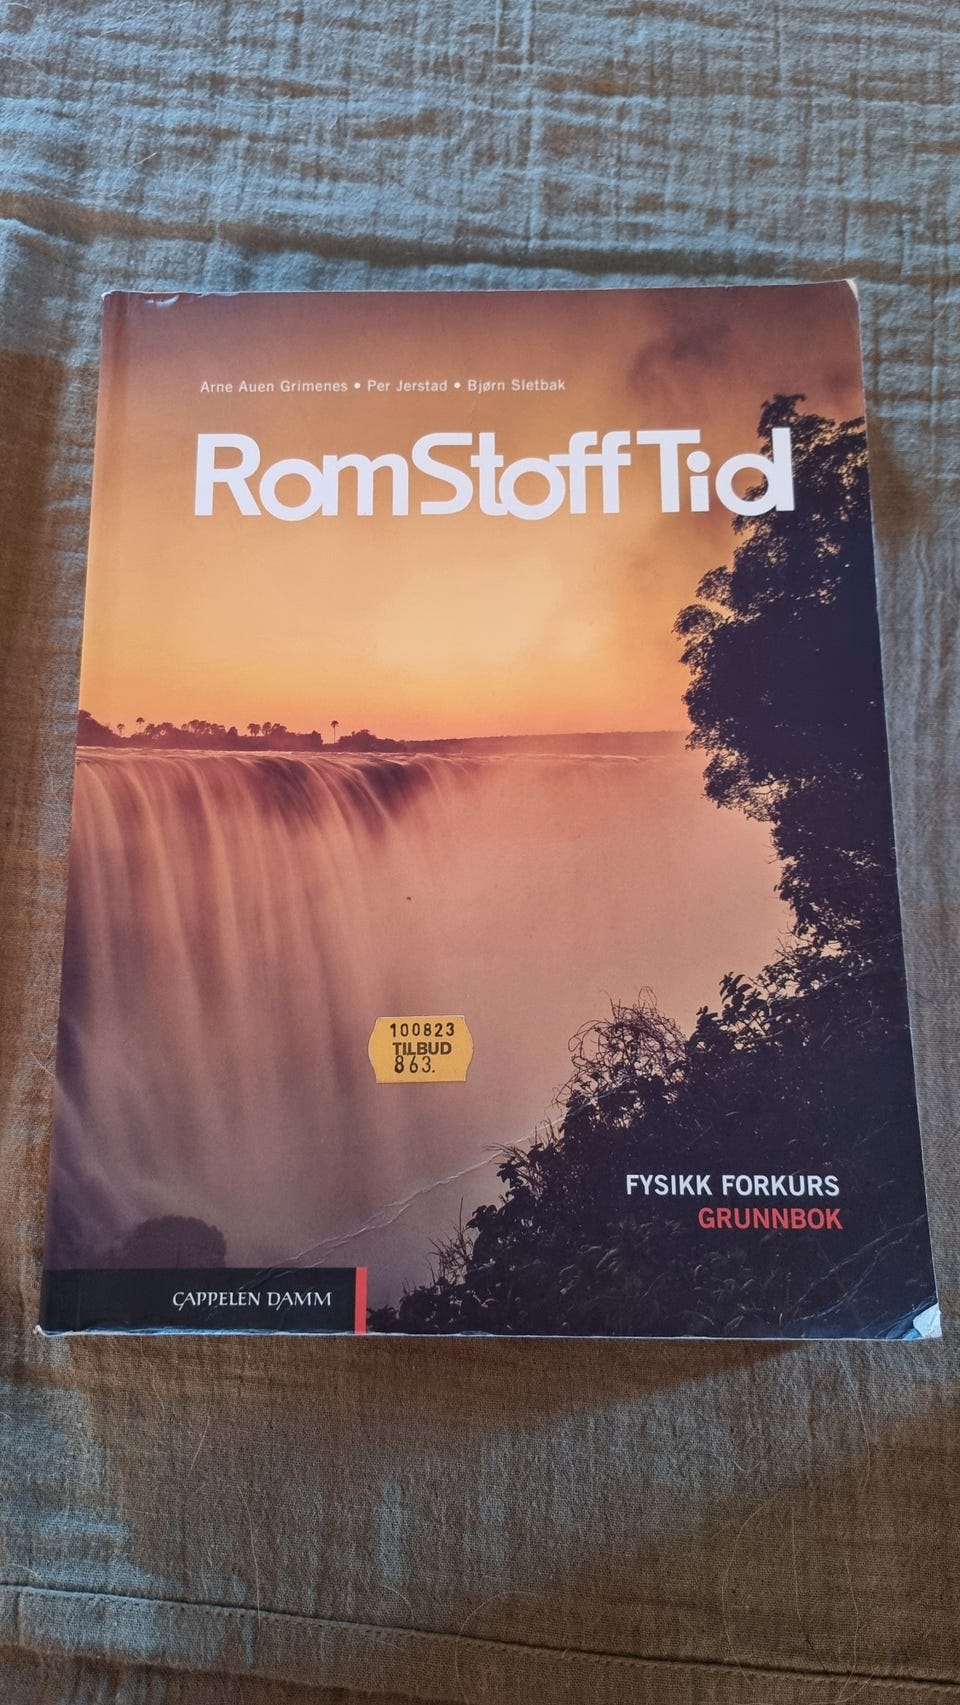 Arne Auen Grimenes • Per Jerstad • Bjørn Sletbak
RomStoffTid
100823
TILBUD
863.
FYSIKK FORKURS
GRUNNBOK
CAPPELEN DAMM